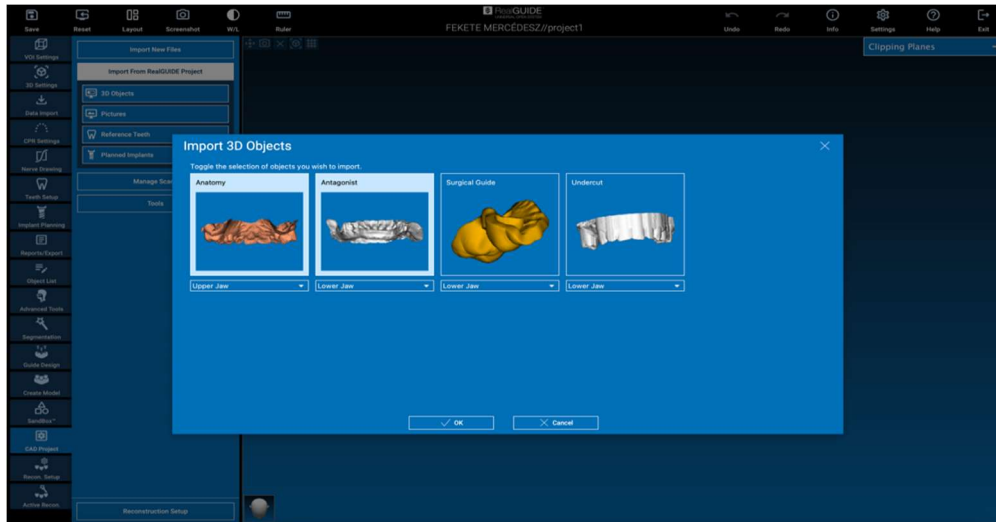 RealGUIDE
Save
Reset
Layout
Screenshot
W/L
Ruler
FEKETE MERCÉDESZ//project1
Undo
Redo
Info
Settings
Help
Exit
VOI Settings
3D Settings
Data Import
CPR Settings
Nerve Drawing
Teeth Setup
Implant Planning
Reports/Export
Object List
Advanced Tools
Segmentation
Guide Design
Create Model
SandBox
CAD Project
Recon. Setup
Active Recon.
Import New Files
Import From RealGUIDE Project
3D Objects
Pictures
Reference Teeth
Planned Implants
Manage Sca
Tools
Reconstruction Setup
Clipping Planes
Import 3D Objects
Toggle the selection of objects you wish to import.
Anatomy
Antagonist
Surgical Guide
Undercut
Upper Jaw
Lower Jaw
Lower Jaw
Lower Jaw
OK
Cancel